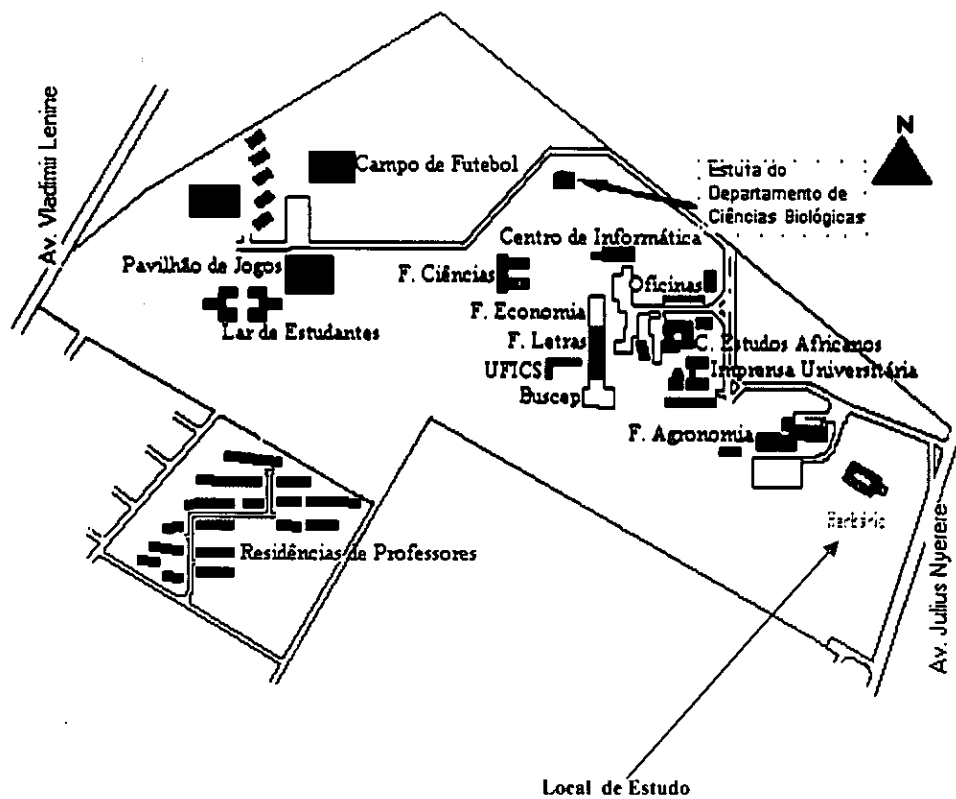 Av. Vladimir Lenine
N
Campo de Futebol
Estufa do
Departamento de
Ciências Biológicas
Centro de Informática
Pavilhão de Jogos
F. Ciências
Oficinas
F. Economia
Lar de Estudantes
F. Letras
C. Estudos Africanos
UFICS
Imprensa Universitária
Buscep
F. Agronomia
Herbário
Residências de Professores
Av. Julius Nyerere
Local de Estudo